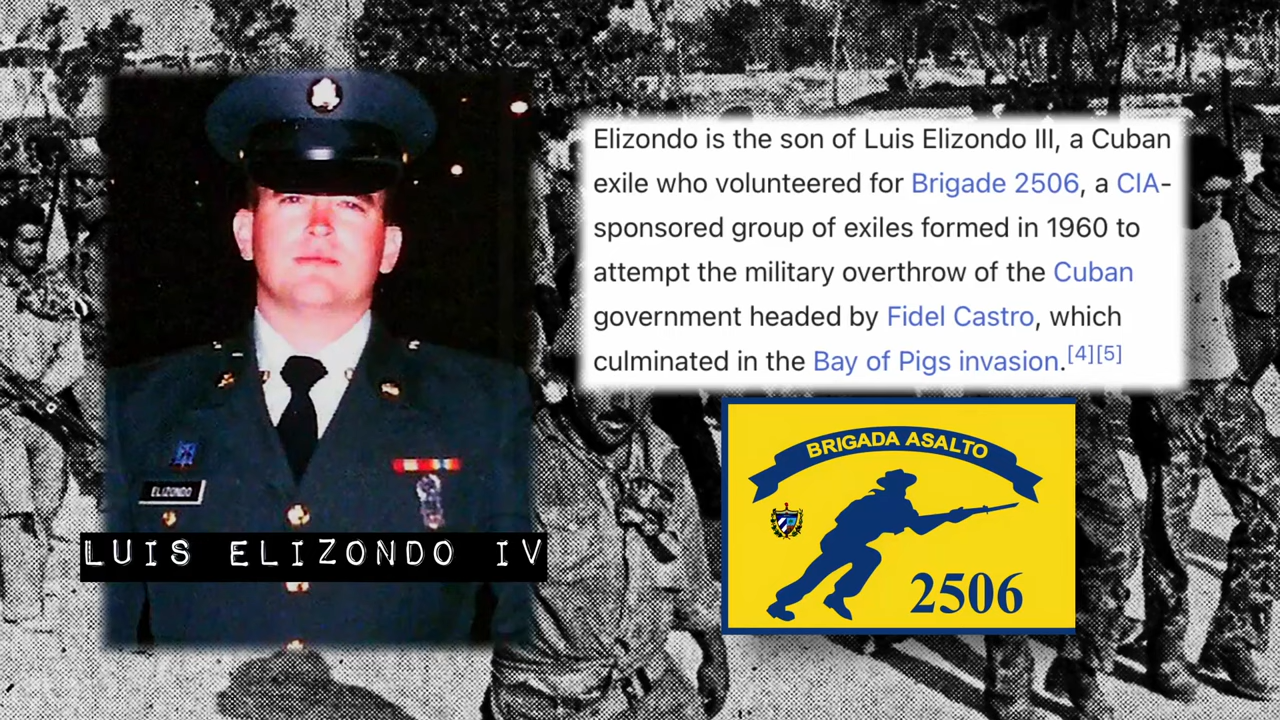 Elizondo is the son of Luis Elizondo III, a Cuban
exile who volunteered for Brigade 2506, a CIA-
sponsored group of exiles formed in 1960 to
attempt the military overthrow of the Cuban
government headed by Fidel Castro, which
culminated in the Bay of Pigs invasion.[4][5]
ELIZONDO
LUIS ELIZONDO IV
BRIGADA ASALTO
2506